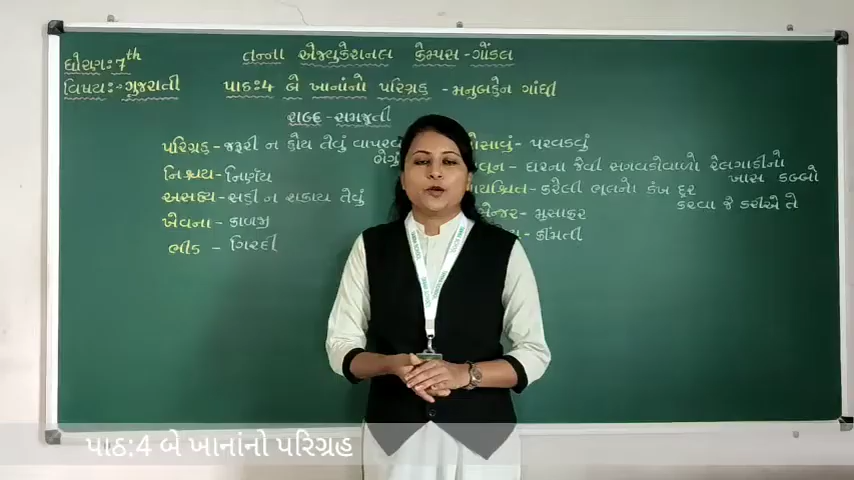 ધોરણ: 7th
તન્ના એજ્યુકેશનલ કેમ્પસ - ગોંડલ
વિષય:- ગુજરાતી
પાઠ:4 બે ખાનાંનો પરિગ્રહ - મનુબહેન ગાંધી
શબ્દ - સમજુતી
પરિગ્રહ - જરૂરી ન હોય તેવું વાપરવું
ભેગું
નિશ્ચય - નિર્ણય
અસહ્ય - સહી ન શકાય તેવું
ખેવના - કાળજી
ભીડ - ગિરદી
પોસાવું - પરવડવું
ઘરના જેવી સગવડોવાળો રેલગાડીનો
ખાસ ડબ્બો
કરેલી ભૂલનો દંબ દૂર
કરવા જે કરીએ તે
મુસાફર
કીંમતી
પાઠ:4 બે ખાનાંનો પરિગ્રહ